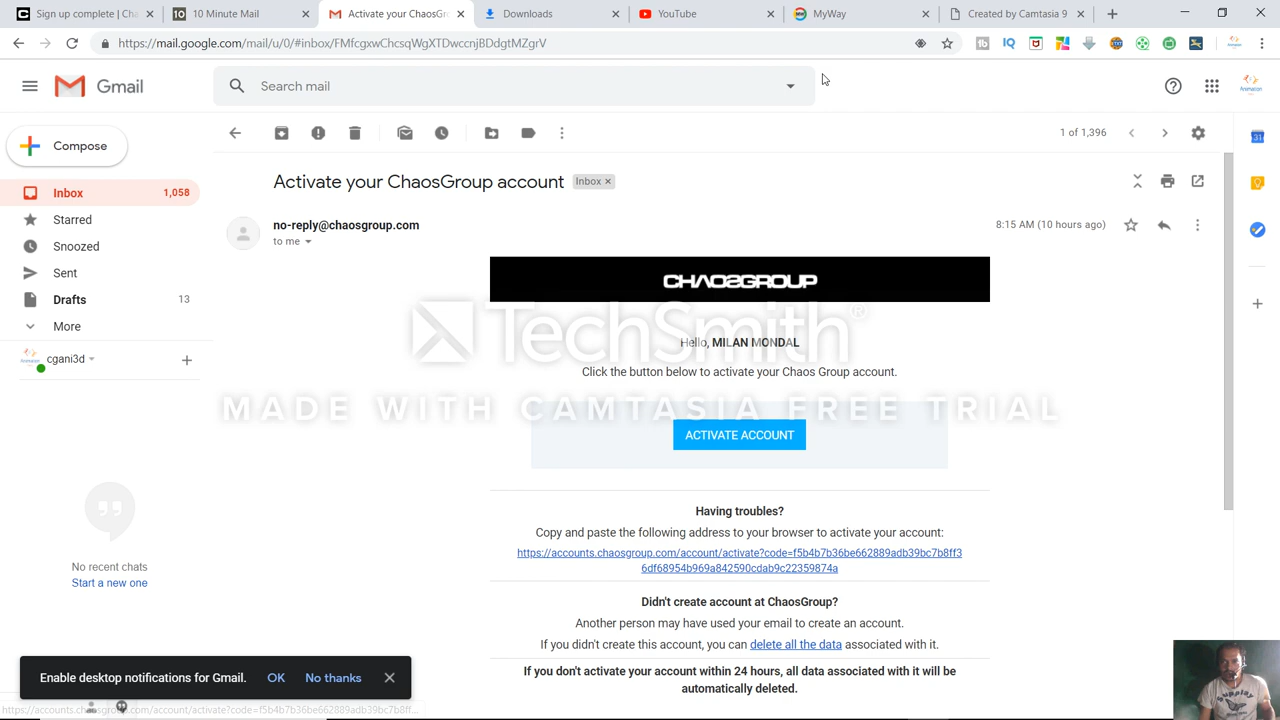 Sign up complete | Cha
10 Minute Mail
Activate your ChaosGr
Downloads
YouTube
MyWay
Created by Camtasia 9
https://mail.google.com/mail/u/0/#inbox/FMfcgxwChcsqWgXTDwccnjBDdgtMZgrV
Gmail
Search mail
Compose
1 of 1,396
Inbox 1,058
Starred
Snoozed
Sent
Drafts 13
More
cgani3d
Activate your ChaosGroup account Inbox ×
no-reply@chaosgroup.com
8:15 AM (10 hours ago)
to me
CHAOSGROUP
TechSmith®
Hello, MILAN MONDAL
Click the button below to activate your Chaos Group account.
MADE WITH CAMTASIA FREE TRIAL
ACTIVATE ACCOUNT
Having troubles?
Copy and paste the following address to your browser to activate your account:
https://accounts.chaosgroup.com/account/activate?code=f5b4b7b36be662889adb39bc7b8ff3
6df68954b969a842590cdab9c22359874a
Didn't create account at ChaosGroup?
Another person may have used your email to create an account.
If you didn't create this account, you can delete all the data associated with it.
If you don't activate your account within 24 hours, all data associated with it will be
automatically deleted.
No recent chats
Start a new one
Enable desktop notifications for Gmail. OK No thanks
https://accounts.chaosgroup.com/account/activate?code=f5b4b7b36be662889adb39bc7b8ff...